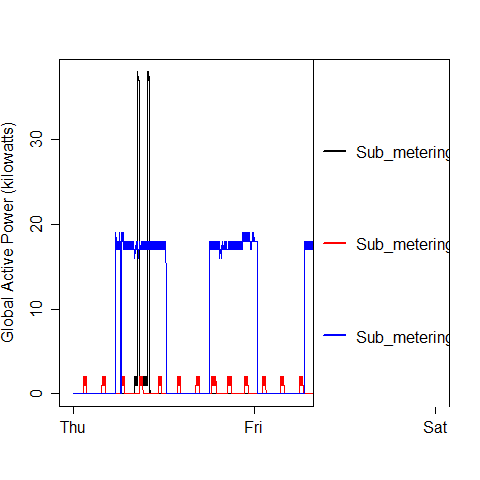 Global Active Power (kilowatts)
30
20
10
0
Sub_metering
Sub_metering
Sub_metering
Thu Fri Sat